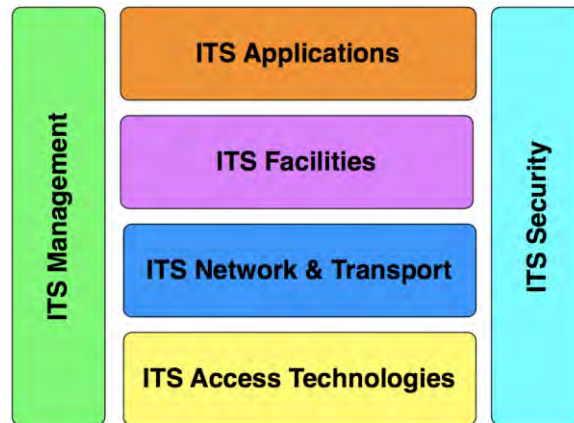 ITS Management
ITS Applications
ITS Facilities
ITS Network & Transport
ITS Access Technologies
ITS Security